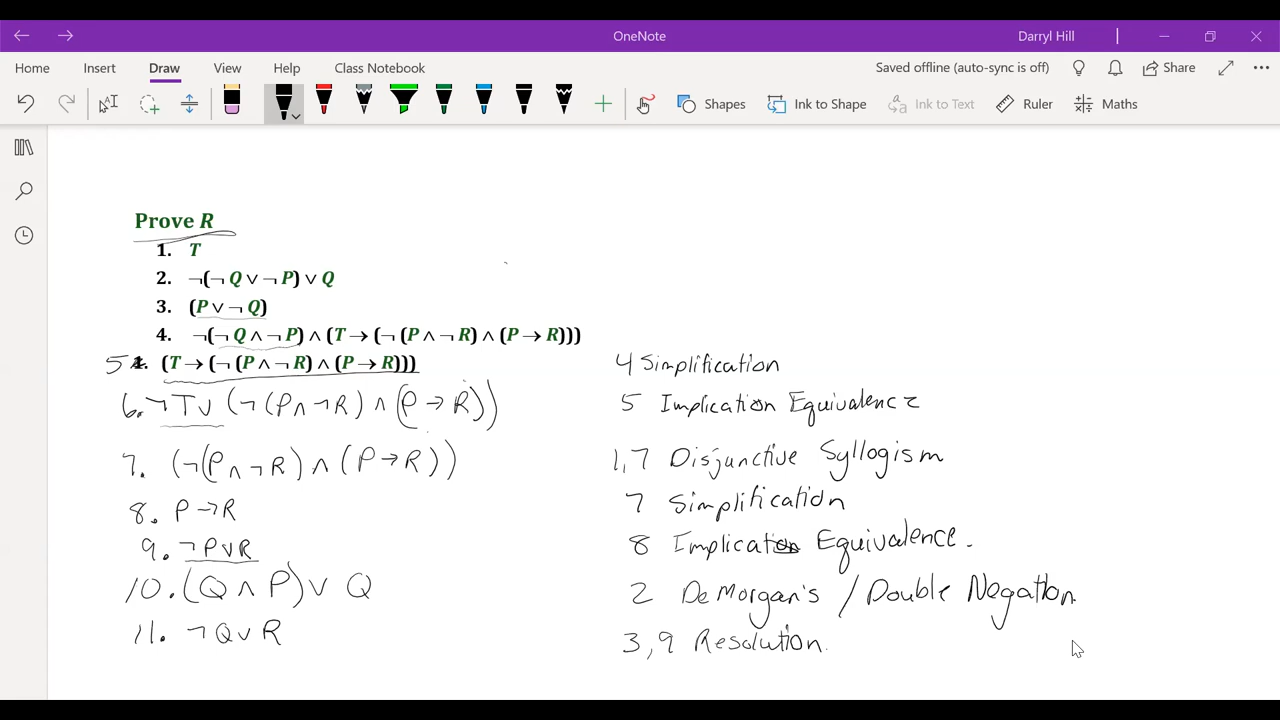 OneNote
Darryl Hill
Home Insert Draw View Help Class Notebook Saved offline (auto-sync is off) Share
Shapes Ink to Shape Ink to Text Ruler Maths
Prove R
1. T
2. ¬(¬ Q ∨ ¬ P) ∨ Q
3. (P ∨ ¬ Q)
4. ¬(¬ Q ∧ ¬ P) ∧ (T → (¬ (P ∧ ¬ R) ∧ (P → R)))
5. (T → (¬ (P ∧ ¬ R) ∧ (P → R))) 4 Simplification
6. ¬T ∨ (¬(P ∧ ¬R) ∧ (P → R)) 5 Implication Equivalence
7. (¬(P ∧ ¬R) ∧ (P → R)) 1,7 Disjunctive Syllogism
8. P → R 7 Simplification
9. ¬P ∨ R 8 Implication Equivalence.
10. (Q ∧ P) ∨ Q 2 DeMorgan's / Double Negation.
11. ¬Q ∨ R 3,9 Resolution.